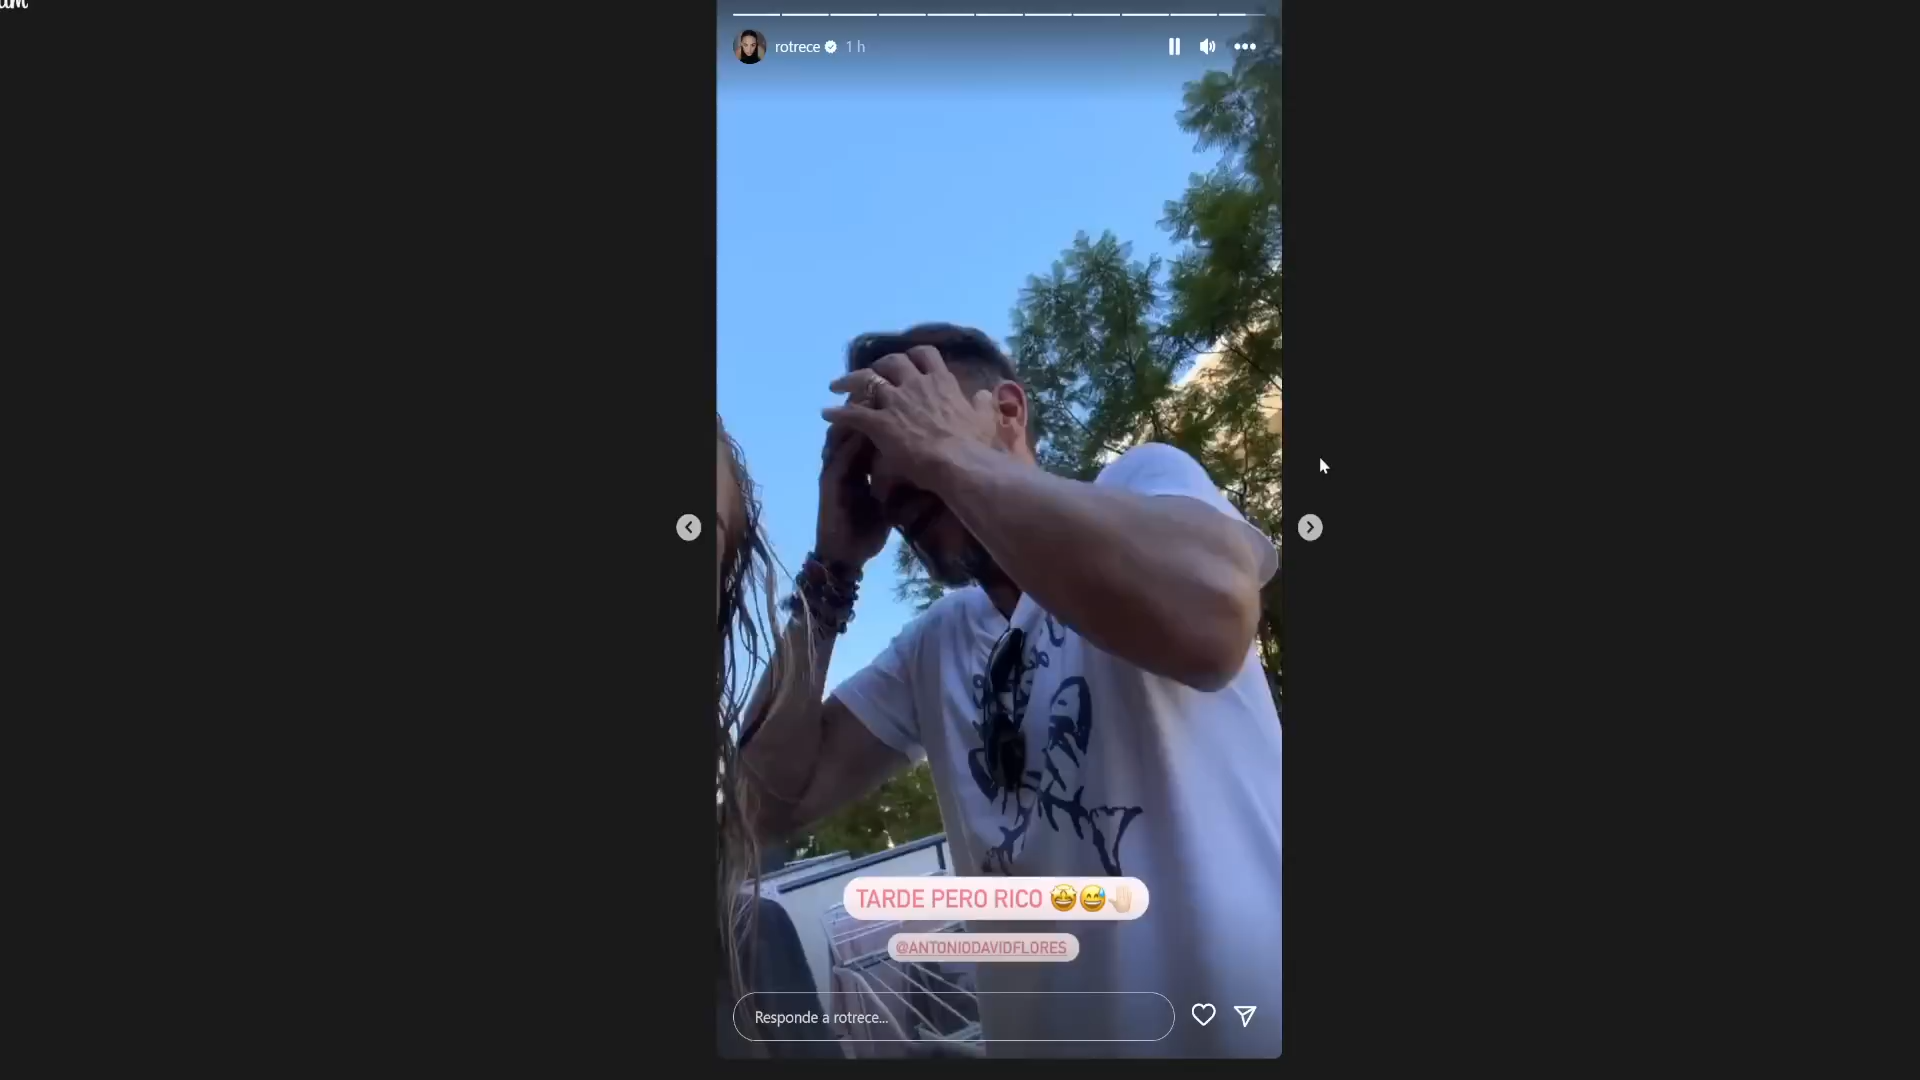 rotrece 1 h
TARDE PERO RICO 🤩😅🤚🏻
@ANTONIODAVIDFLORES
Responde a rotrece...